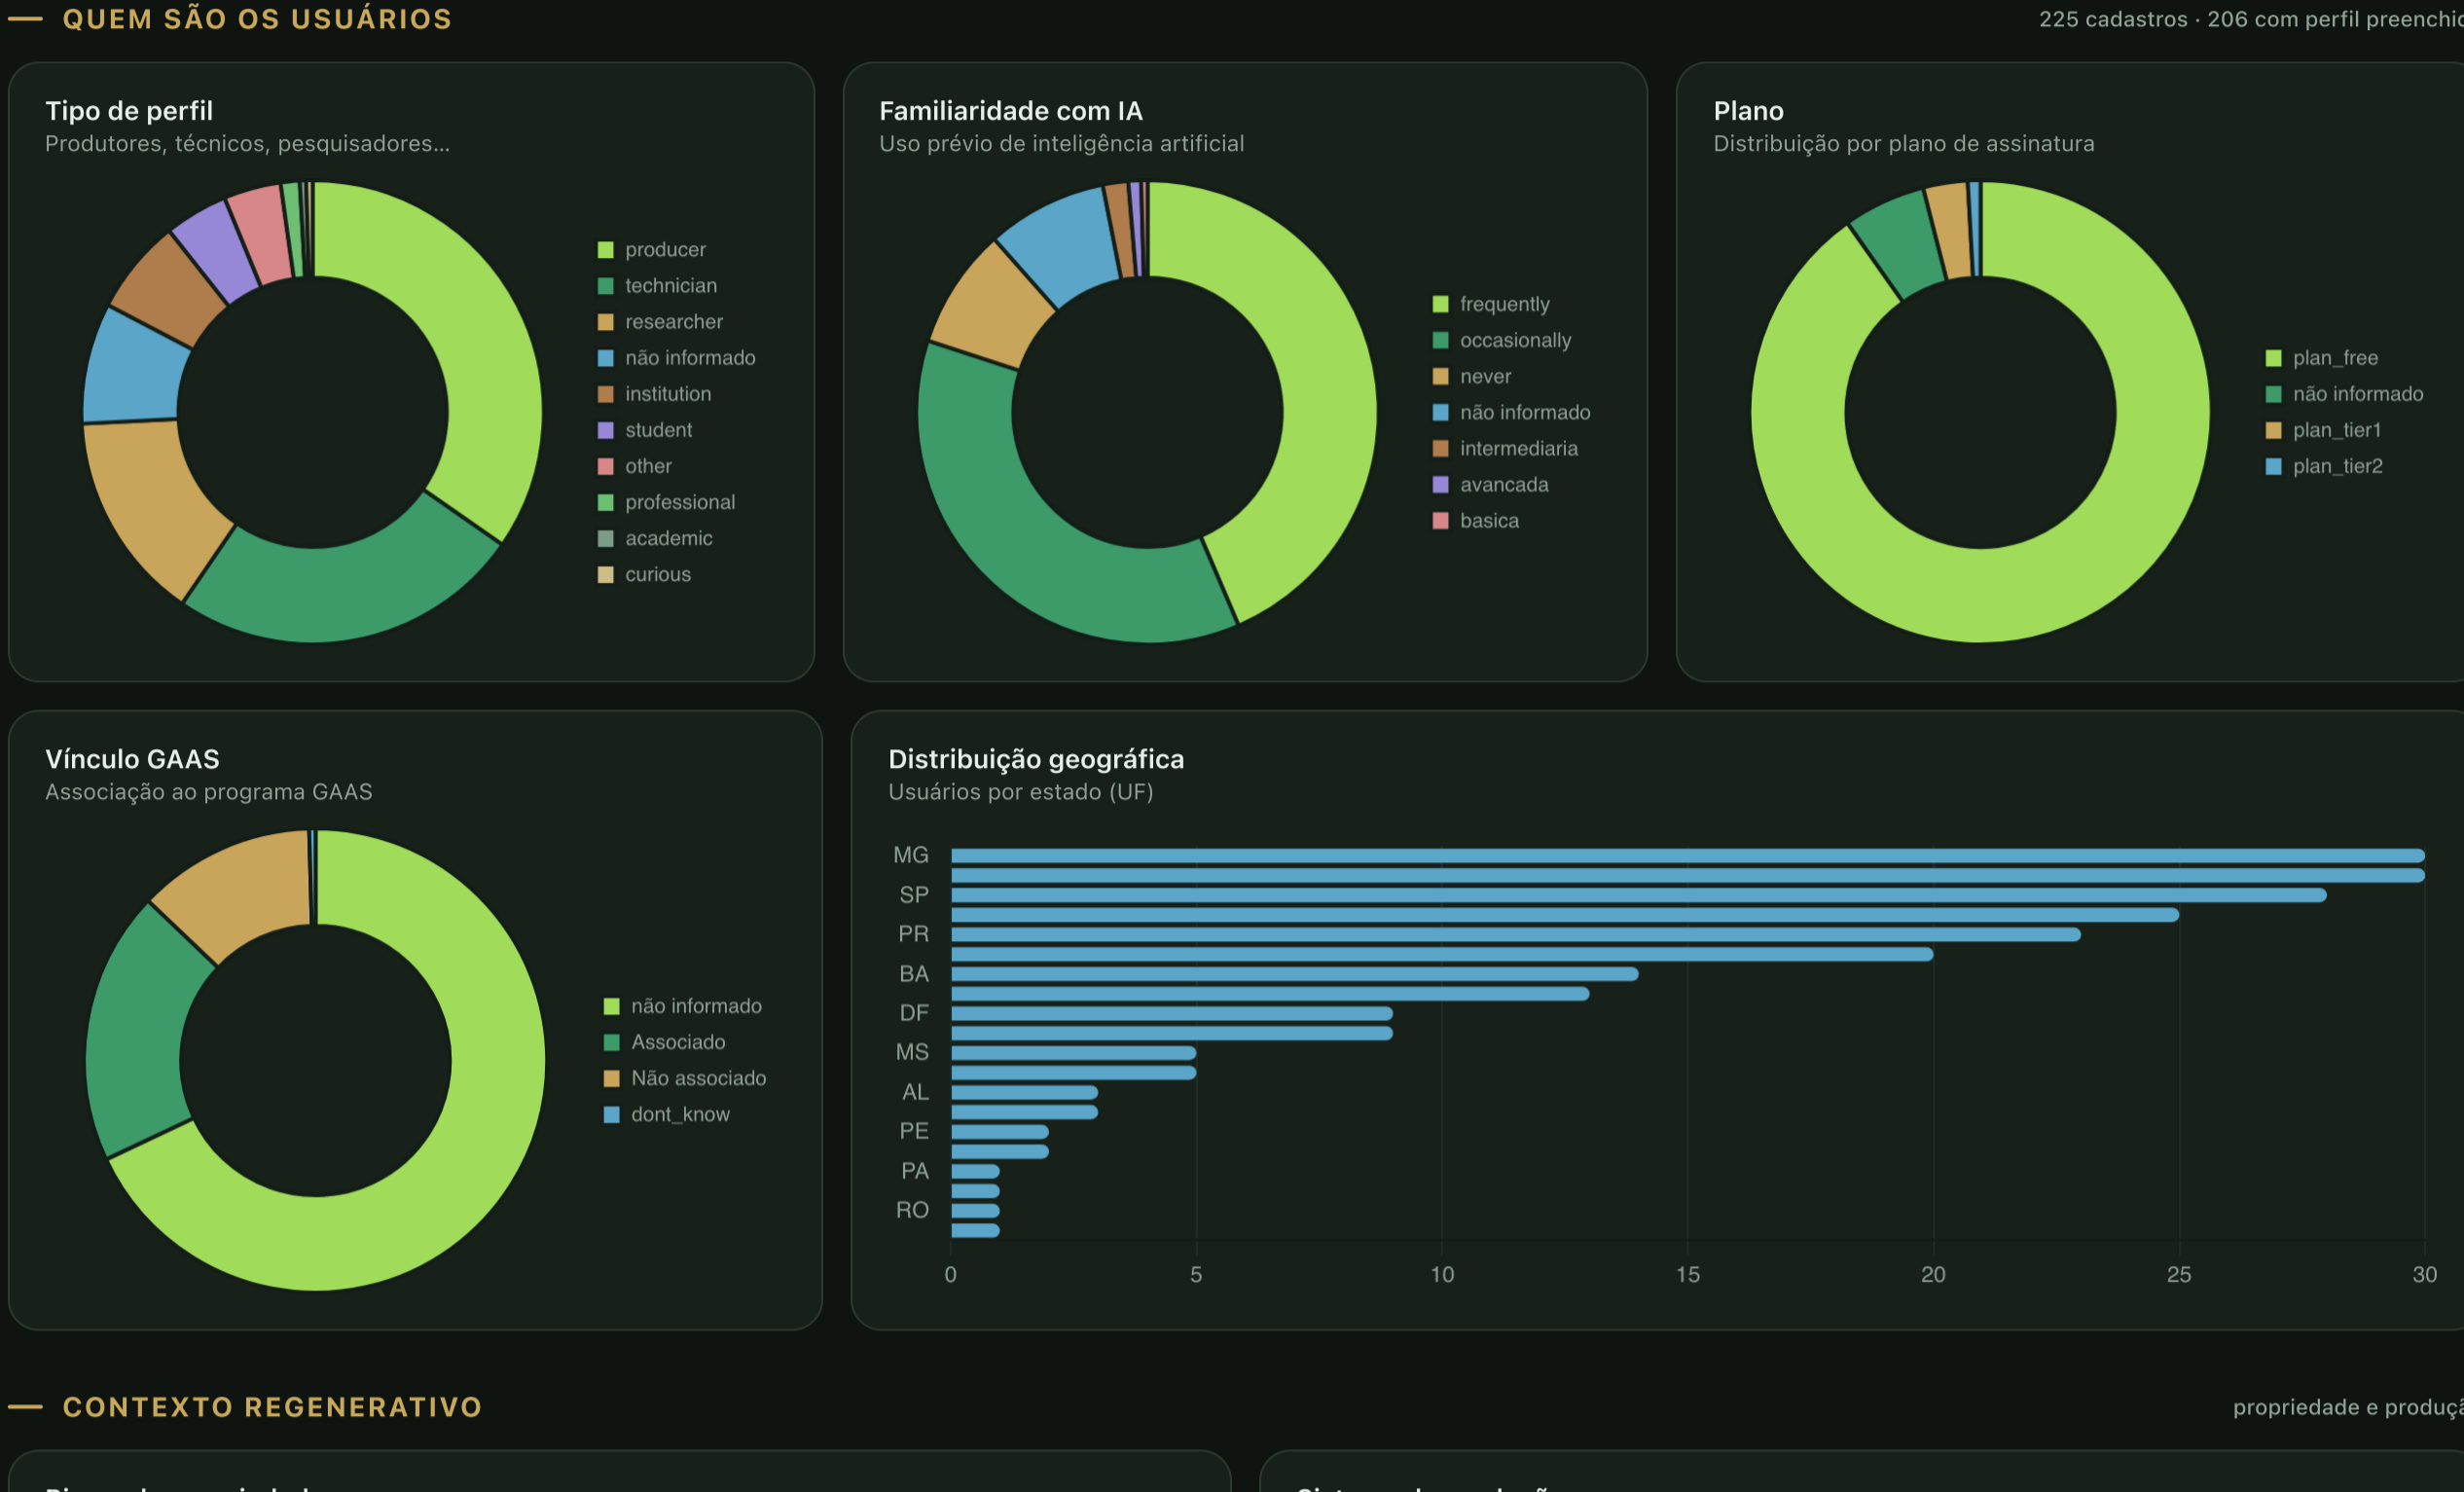 QUEM SÃO OS USUÁRIOS
225 cadastros · 206 com perfil
Tipo de perfil
Produtores, técnicos, pesquisadores...
producer
technician
researcher
não informado
institution
student
other
professional
academic
curious
Familiaridade com IA
Uso prévio de inteligência artificial
frequently
occasionally
never
não informado
intermediaria
avancada
basica
Plano
Distribuição por plano de assinatura
plan_free
não informado
plan_tier1
plan_tier2
Vínculo GAAS
Associação ao programa GAAS
não informado
Associado
Não associado
dont_know
Distribuição geográfica
Usuários por estado (UF)
MG
SP
PR
BA
DF
MS
AL
PE
PA
RO
0 5 10 15 20 25 30
CONTEXTO REGENERATIVO
propriedade e